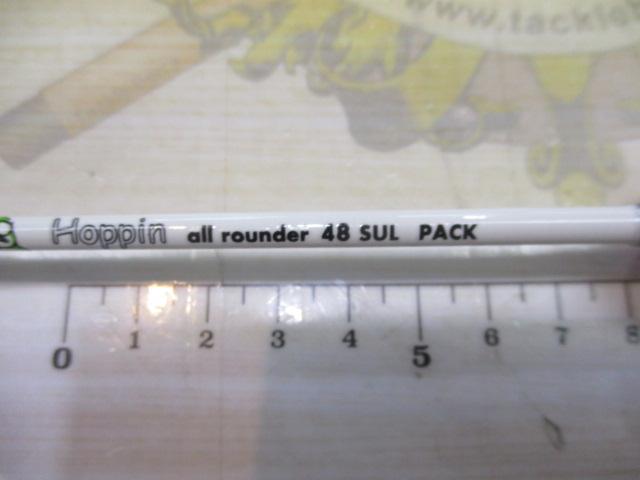 www.tackle
Hoppin all rounder 48 SUL PACK
0 1 2 3 4 5 6 7 8